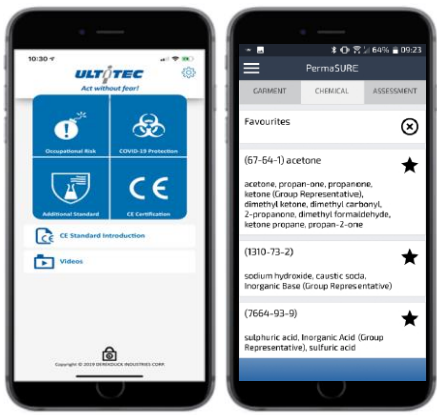 10:30
ULTITEC
Act without fear!
Occupational Risk
COVID-19 Protection
Additional Standard
CE
CE Certification
CE Standard Introduction
Videos
Copyright © 2019 DEREKDUCK INDUSTRIES CORP.
64% 09:23
PermaSURE
GARMENT
CHEMICAL
ASSESSMENT
Favourites
(67-64-1) acetone
acetone, propan-one, propanone,
ketone (Group Representative),
dimethyl ketone, dimethyl carbonyl,
2-propanone, dimethyl formaldehyde,
ketone propane, propan-2-one
(1310-73-2)
sodium hydroxide, caustic soda,
Inorganic Base (Group Representative)
(7664-93-9)
sulphuric acid, Inorganic Acid (Group
Representative), sulfuric acid